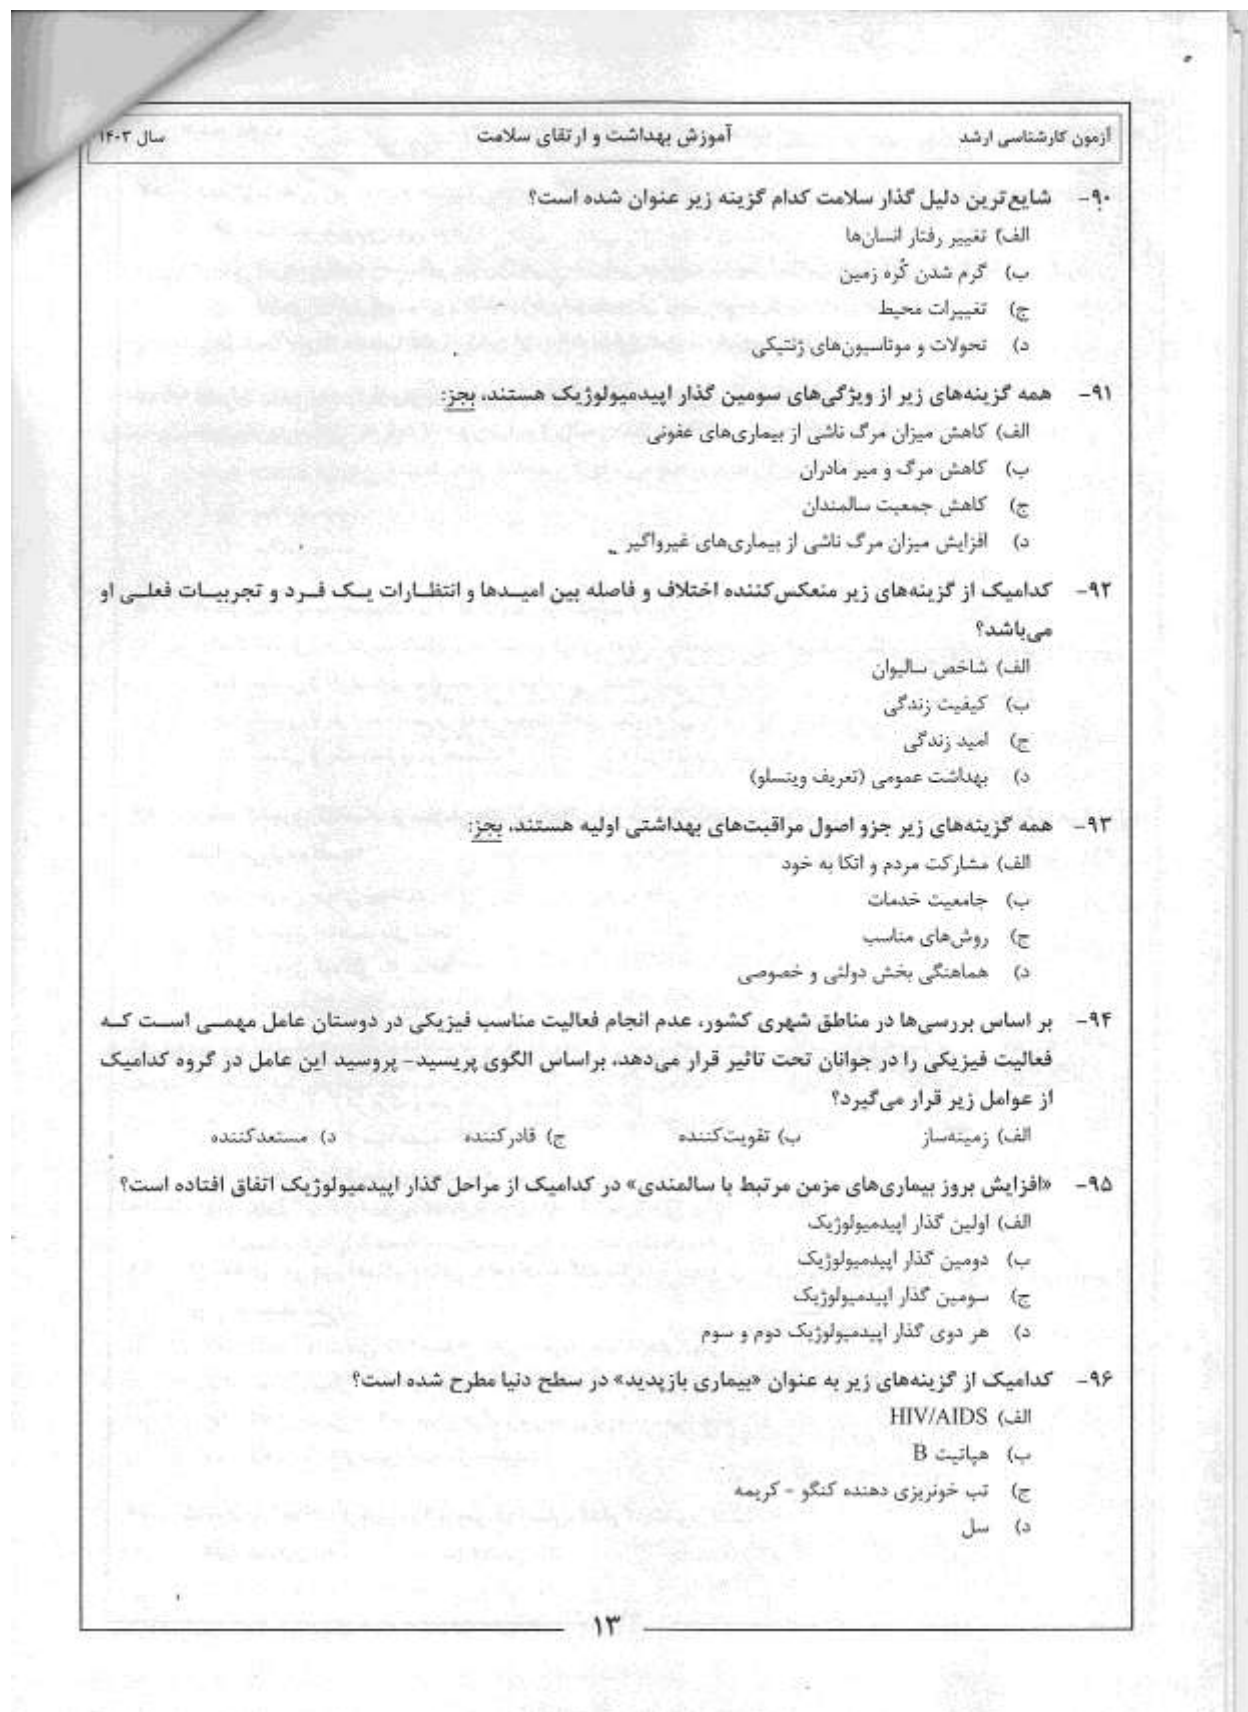 آزمون کارشناسی ارشد
آموزش بهداشت و ارتقای سلامت
سال ۱۴۰۳
۹۰- شایع‌ترین دلیل گذار سلامت کدام گزینه زیر عنوان شده است؟
الف) تغییر رفتار انسان‌ها
ب) گرم شدن کُره زمین
ج) تغییرات محیط
د) تحولات و موتاسیون‌های ژنتیکی
۹۱- همه گزینه‌های زیر از ویژگی‌های سومین گذار اپیدمیولوژیک هستند، بجز:
الف) کاهش میزان مرگ ناشی از بیماری‌های عفونی
ب) کاهش مرگ و میر مادران
ج) کاهش جمعیت سالمندان
د) افزایش میزان مرگ ناشی از بیماری‌های غیرواگیر
۹۲- کدامیک از گزینه‌های زیر منعکس‌کننده اختلاف و فاصله بین امیدها و انتظارات یک فرد و تجربیات فعلی او
می‌باشد؟
الف) شاخص سالیوان
ب) کیفیت زندگی
ج) امید زندگی
د) بهداشت عمومی (تعریف وینسلو)
۹۳- همه گزینه‌های زیر جزو اصول مراقبت‌های بهداشتی اولیه هستند، بجز:
الف) مشارکت مردم و اتکا به خود
ب) جامعیت خدمات
ج) روش‌های مناسب
د) هماهنگی بخش دولتی و خصوصی
۹۴- بر اساس بررسی‌ها در مناطق شهری کشور، عدم انجام فعالیت مناسب فیزیکی در دوستان عامل مهمی است که
فعالیت فیزیکی را در جوانان تحت تاثیر قرار می‌دهد، براساس الگوی پریسید- پروسید این عامل در گروه کدامیک
از عوامل زیر قرار می‌گیرد؟
الف) زمینه‌ساز ب) تقویت‌کننده ج) قادرکننده د) مستعدکننده
۹۵- «افزایش بروز بیماری‌های مزمن مرتبط با سالمندی» در کدامیک از مراحل گذار اپیدمیولوژیک اتفاق افتاده است؟
الف) اولین گذار اپیدمیولوژیک
ب) دومین گذار اپیدمیولوژیک
ج) سومین گذار اپیدمیولوژیک
د) هر دوی گذار اپیدمیولوژیک دوم و سوم
۹۶- کدامیک از گزینه‌های زیر به عنوان «بیماری بازپدید» در سطح دنیا مطرح شده است؟
الف) HIV/AIDS
ب) هپاتیت B
ج) تب خونریزی دهنده کنگو - کریمه
د) سل
۱۳